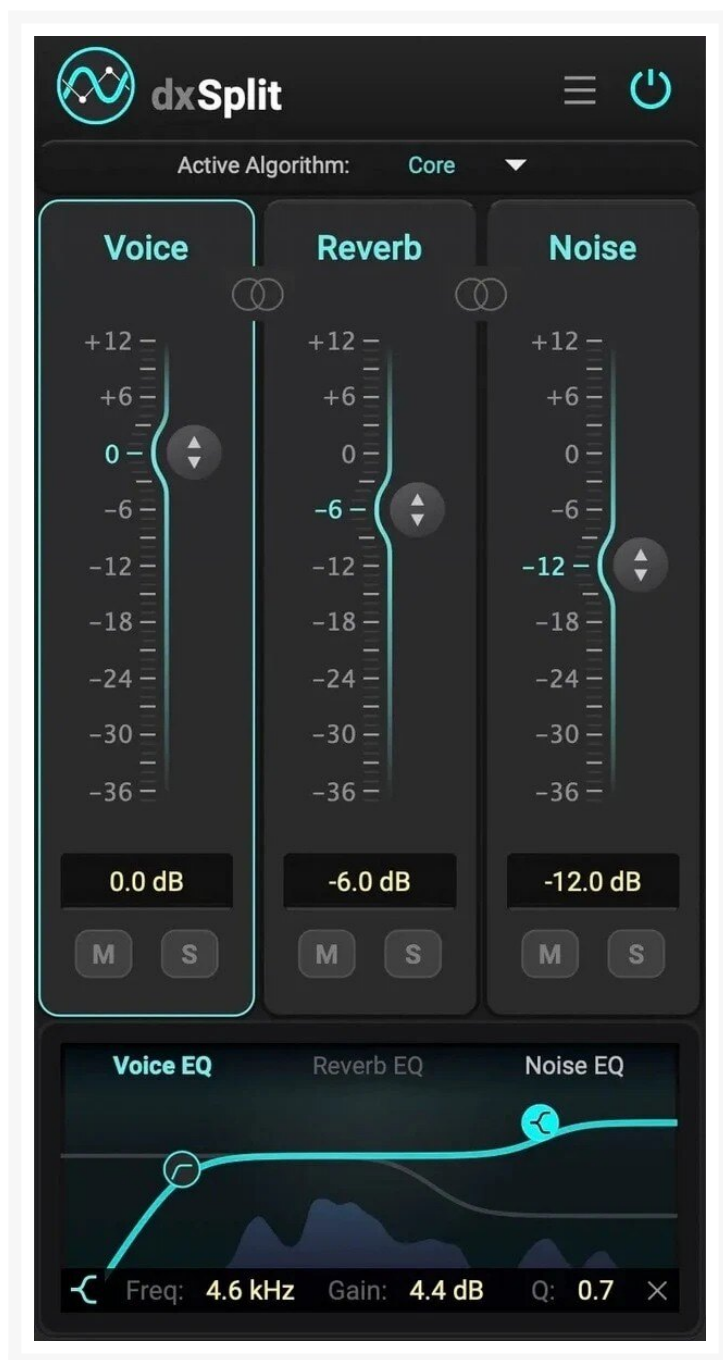 dxSplit
Active Algorithm: Core
Voice Reverb Noise
+12 +12 +12
+6 +6 +6
0 0 0
-6 -6 -6
-12 -12 -12
-18 -18 -18
-24 -24 -24
-30 -30 -30
-36 -36 -36
0.0 dB -6.0 dB -12.0 dB
M S M S M S
Voice EQ Reverb EQ Noise EQ
Freq: 4.6 kHz Gain: 4.4 dB Q: 0.7